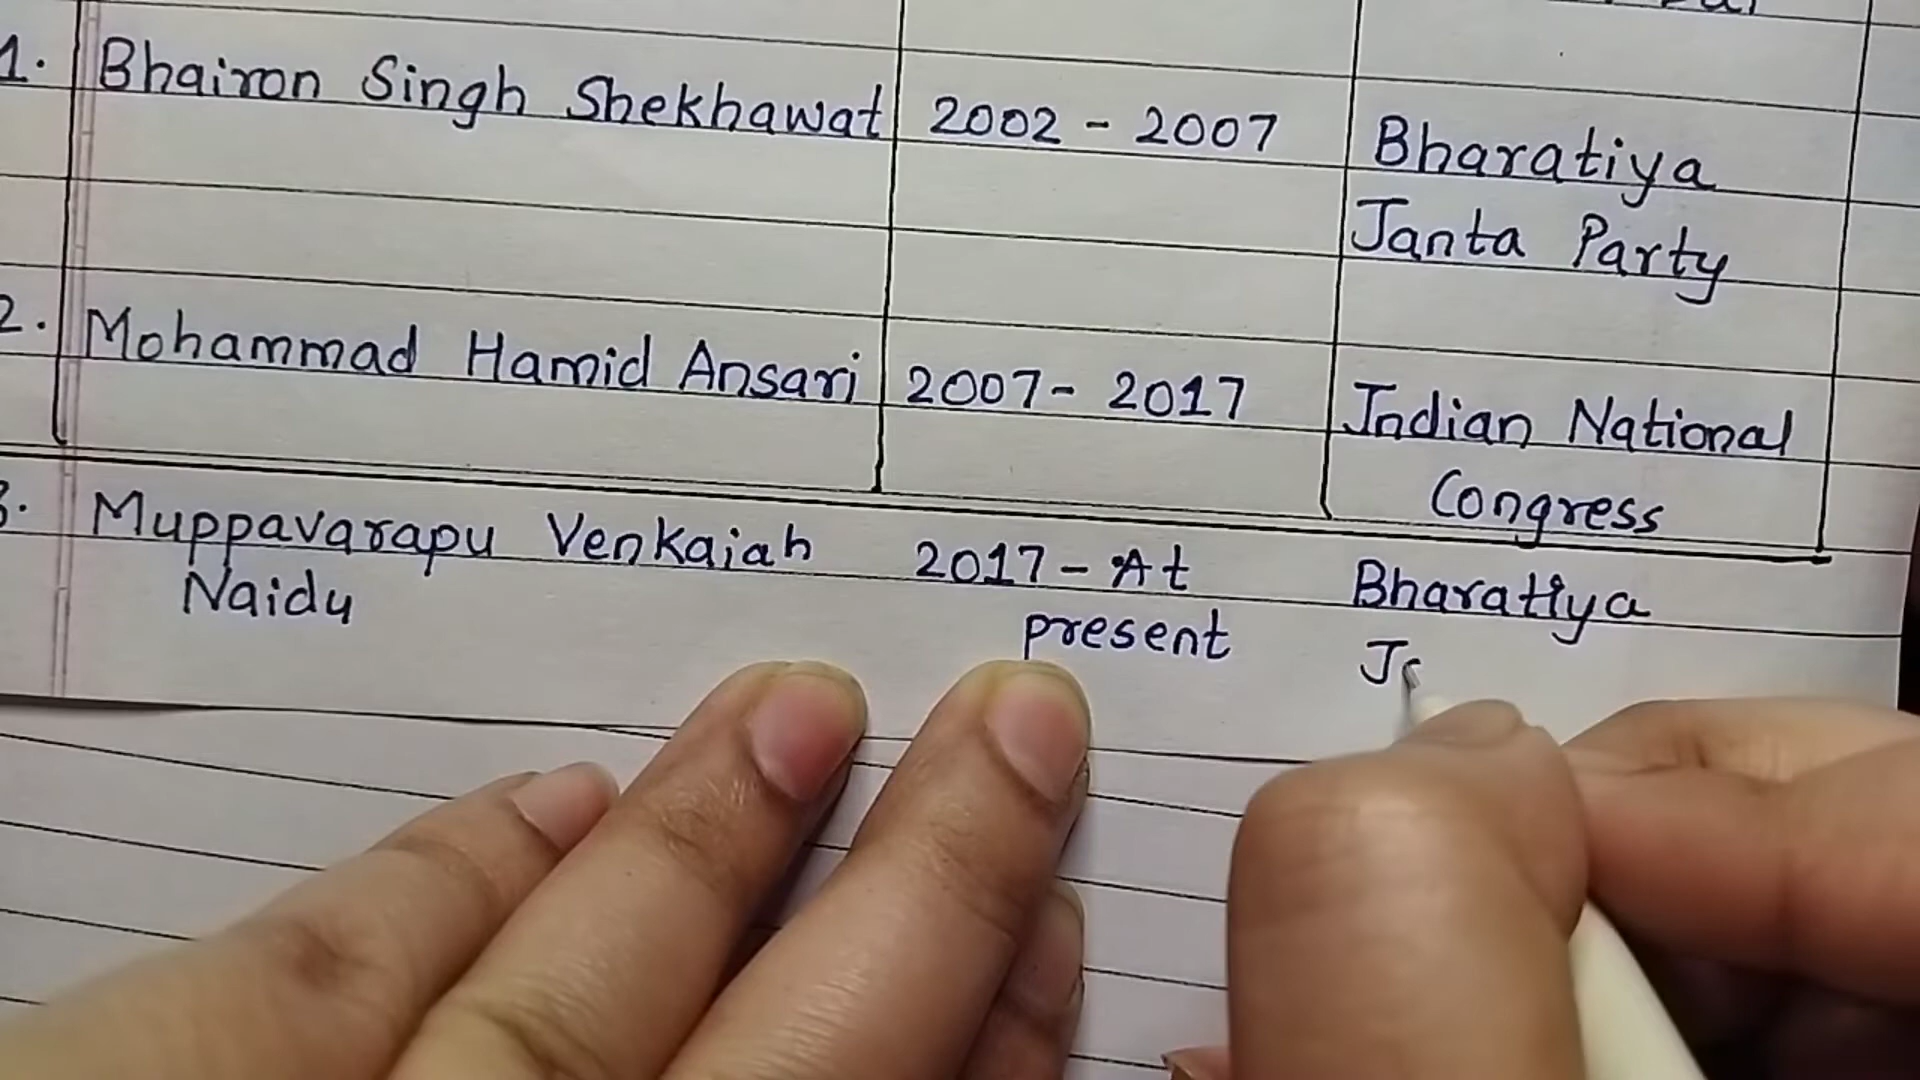 1. Bhairon Singh Shekhawat 2002 - 2007 Bharatiya
Janta Party
2. Mohammad Hamid Ansari 2007 - 2017 Indian National
Congress
3. Muppavarapu Venkaiah 2017 - At Bharatiya
Naidu present Ja